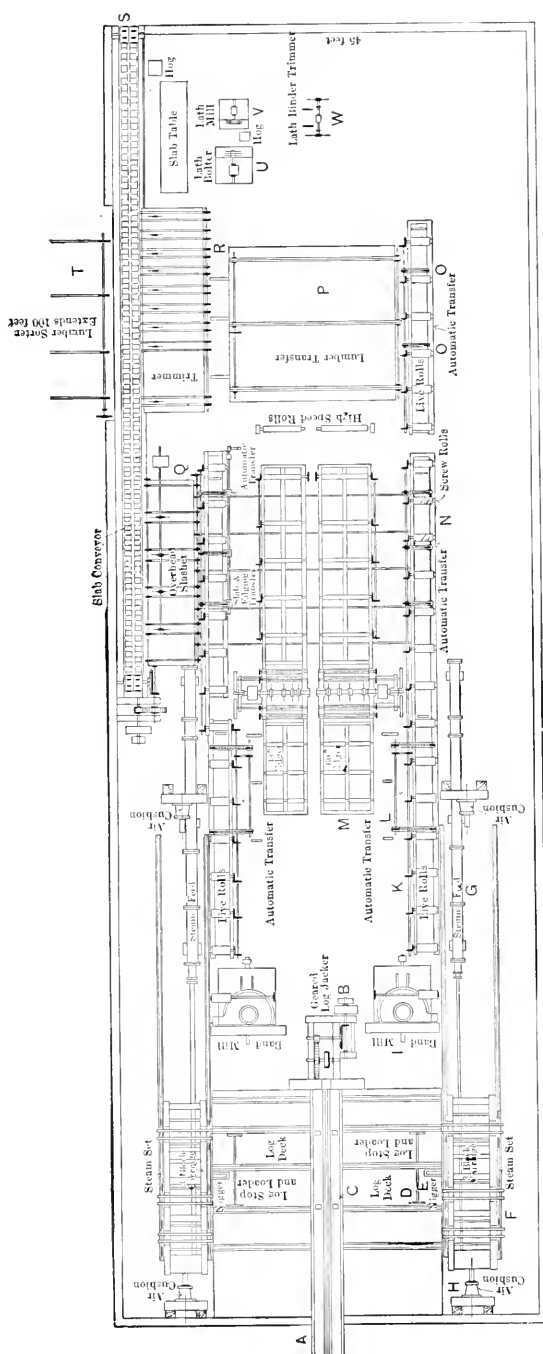 S
Hog
45 feet
Slab Table
Lath
Mill
V
Hog
Lath
Bolter
U
Lath Binder Trimmer
W
T
Lumber Sorter
Extends 100 feet
Trimmer
R
P
Lumber Transfer
O
O
Automatic Transfer
Live Rolls
High Speed Rolls
Slab Conveyor
Q
Overhead
Slasher
Automatic
Transfer
Slab &
Edging
Transfer
Screw Rolls
N
Automatic Transfer
Edger
Edger
M
L
Air
Cushion
Air
Cushion
Automatic Transfer
Automatic Transfer
Steam Feed
Live Rolls
K
Live Rolls
Steam Feed
G
Band Mill
Geared
Log Jacker
B
Band Mill
I
Steam Set
Carriage
Log
Deck
Log Stop
and Loader
Nigger
Log Stop
and Loader
Log
Deck
C
D
E
Nigger
Carriage
Steam Set
F
Air
Cushion
A
H
Air
Cushion